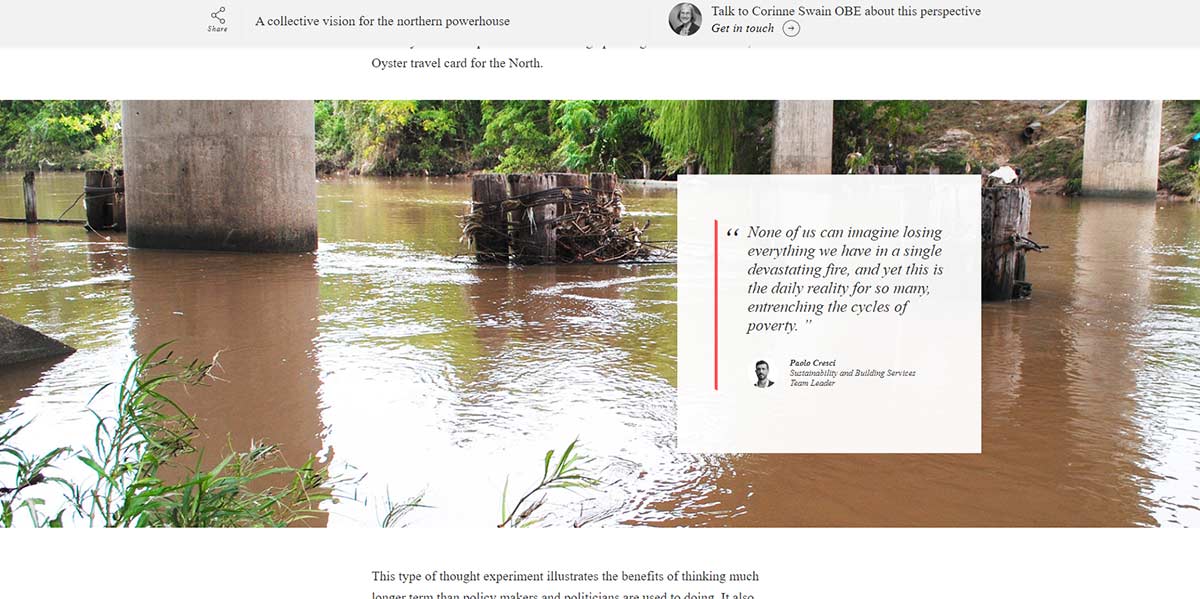 Share
A collective vision for the northern powerhouse
Talk to Corinne Swain OBE about this perspective
Get in touch
Oyster travel card for the North.
“ None of us can imagine losing
everything we have in a single
devastating fire, and yet this is
the daily reality for so many,
entrenching the cycles of
poverty. ”
Paolo Cresci
Sustainability and Building Services
Team Leader
This type of thought experiment illustrates the benefits of thinking much
longer term than policy makers and politicians are used to doing. It also